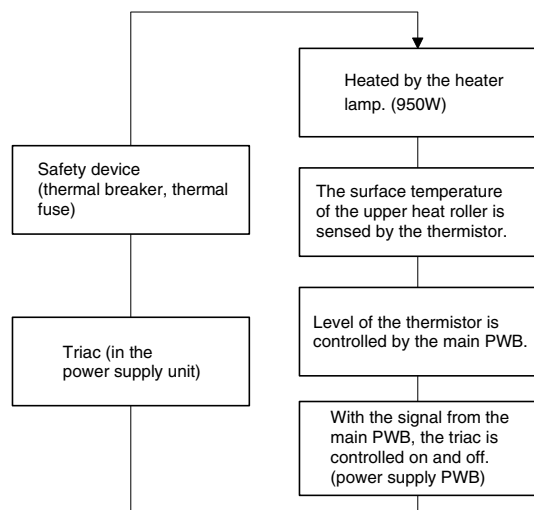 Heated by the heater
lamp. (950W)
Safety device
(thermal breaker, thermal
fuse)
The surface temperature
of the upper heat roller is
sensed by the thermistor.
Level of the thermistor is
controlled by the main PWB.
Triac (in the
power supply unit)
With the signal from the
main PWB, the triac is
controlled on and off.
(power supply PWB)